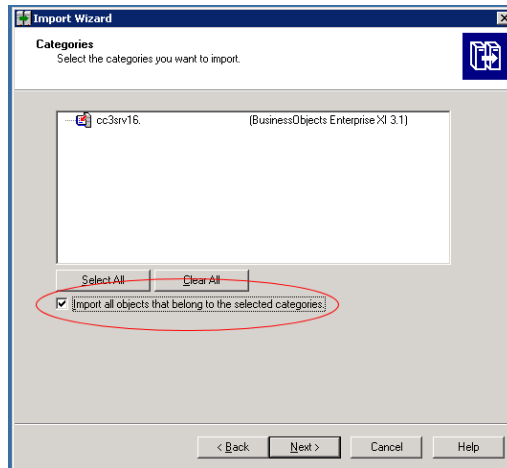 Import Wizard
Categories
Select the categories you want to import.
cc3srv16. (BusinessObjects Enterprise XI 3.1)
Select All Clear All
Import all objects that belong to the selected categories.
< Back Next > Cancel Help